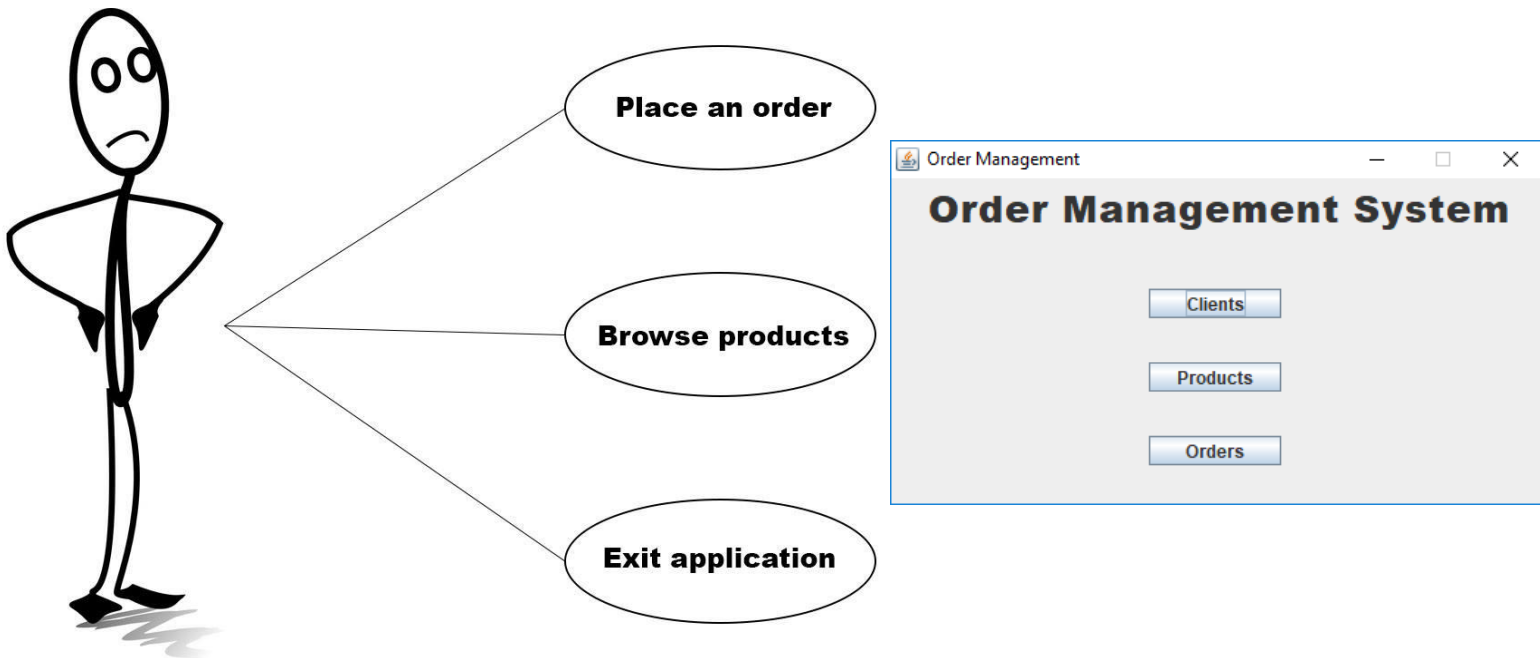 Place an order
Browse products
Exit application
Order Management
Order Management System
Clients
Products
Orders